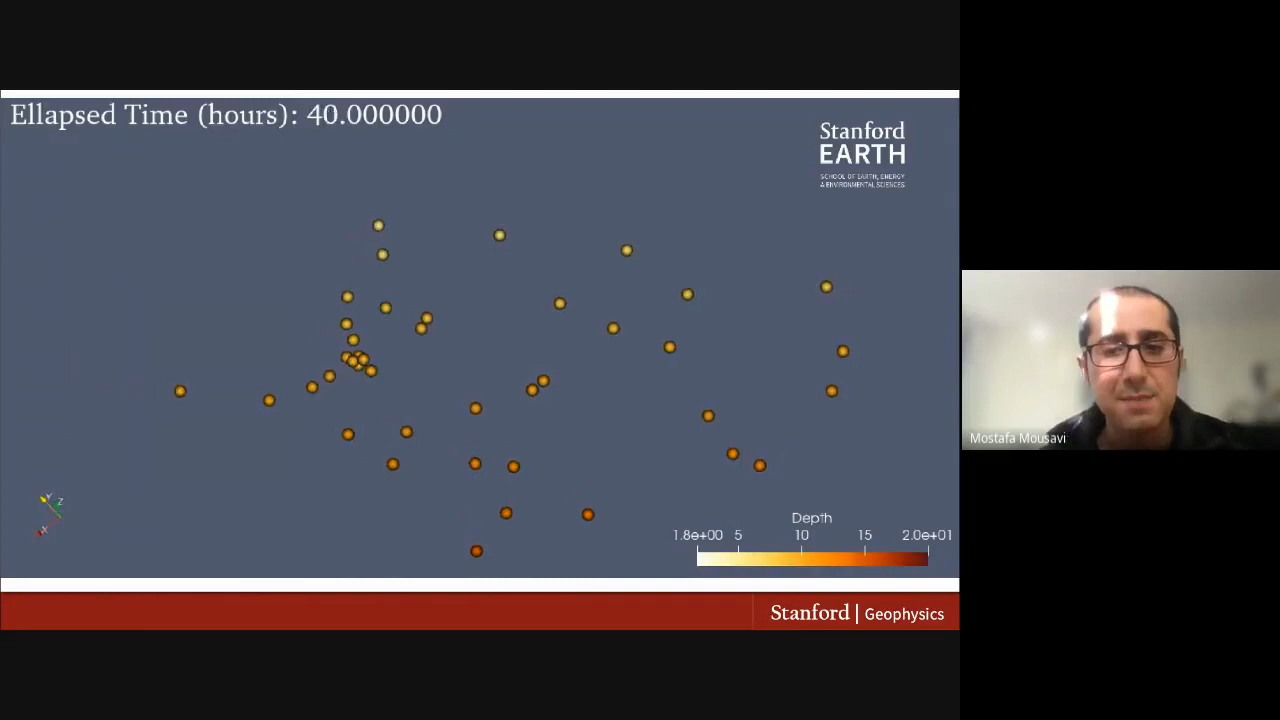 Ellapsed Time (hours): 40.000000
Stanford
EARTH
SCHOOL OF EARTH, ENERGY
& ENVIRONMENTAL SCIENCES
Mostafa Mousavi
Y
Z
X
Depth
1.8e+00 5 10 15 2.0e+01
Stanford | Geophysics